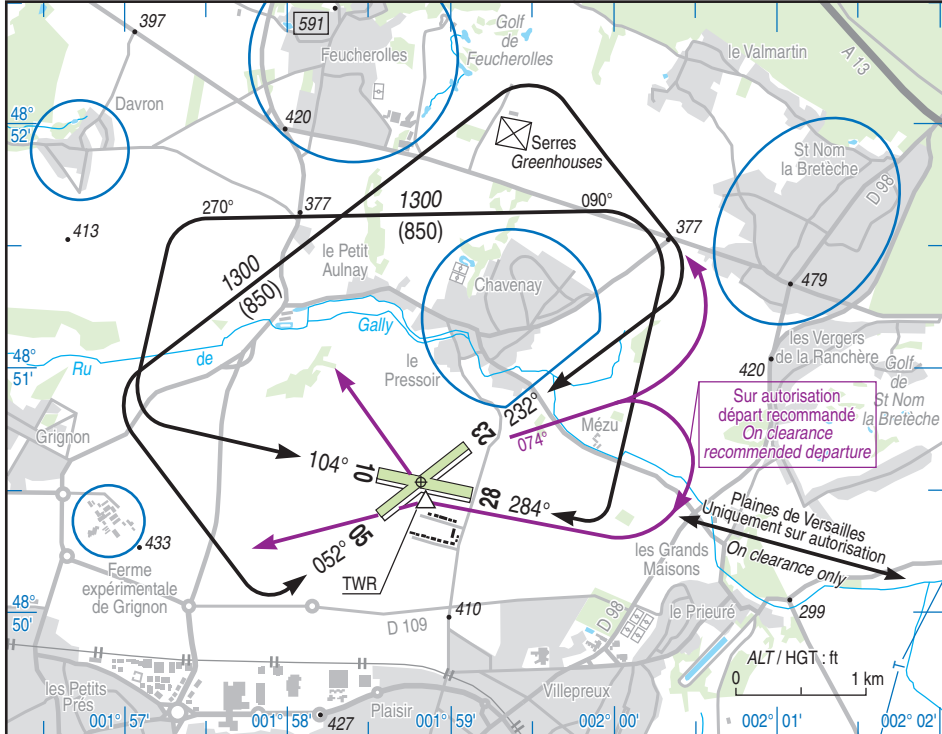 397
591
Feucherolles
Golf
de
Feucherolles
le Valmartin
A 13
Davron
48°
52'
420
Serres
Greenhouses
St Nom
la Bretèche
D 98
270°
377
1300
(850)
090°
377
413
le Petit
Aulnay
1300
(850)
Chavenay
479
Ru
de
Gally
48°
51'
le
Pressoir
les Vergers
de la Ranchère
420
Golf
de
St Nom
la Bretèche
232°
23
074°
Mézu
Sur autorisation
départ recommandé
On clearance
recommended departure
Grignon
104°
10
28
284°
05
052°
TWR
433
Ferme
expérimentale
de Grignon
Plaines de Versailles
Uniquement sur autorisation
On clearance only
les Grands
Maisons
48°
50'
D 109
410
D 98
le Prieuré
299
ALT / HGT : ft
0
1 km
les Petits
Prés
Plaisir
427
Villepreux
001° 57'
001° 58'
001° 59'
002° 00'
002° 01'
002° 02'
T